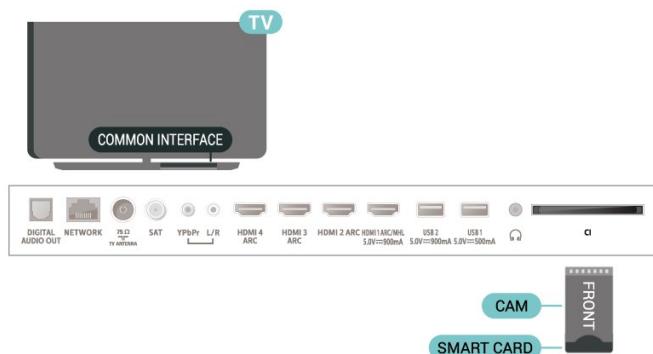 TV
COMMON INTERFACE
DIGITAL
AUDIO OUT
NETWORK
75 Ω
TV ANTENNA
SAT
YPbPr L/R
HDMI 4
ARC
HDMI 3
ARC
HDMI 2 ARC
HDMI 1 ARC/MHL
5.0V⎓900mA
USB 2
5.0V⎓900mA
USB 1
5.0V⎓500mA
CI
CAM
FRONT
SMART CARD